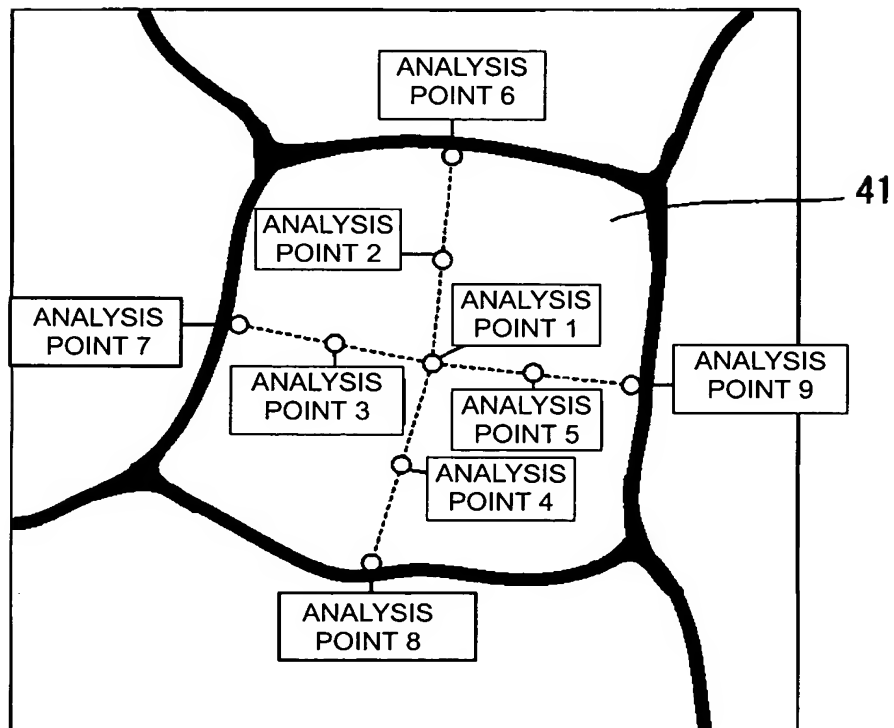 ANALYSIS
POINT 6
41
ANALYSIS
POINT 2
ANALYSIS
POINT 1
ANALYSIS
POINT 7
ANALYSIS
POINT 3
ANALYSIS
POINT 5
ANALYSIS
POINT 9
ANALYSIS
POINT 4
ANALYSIS
POINT 8